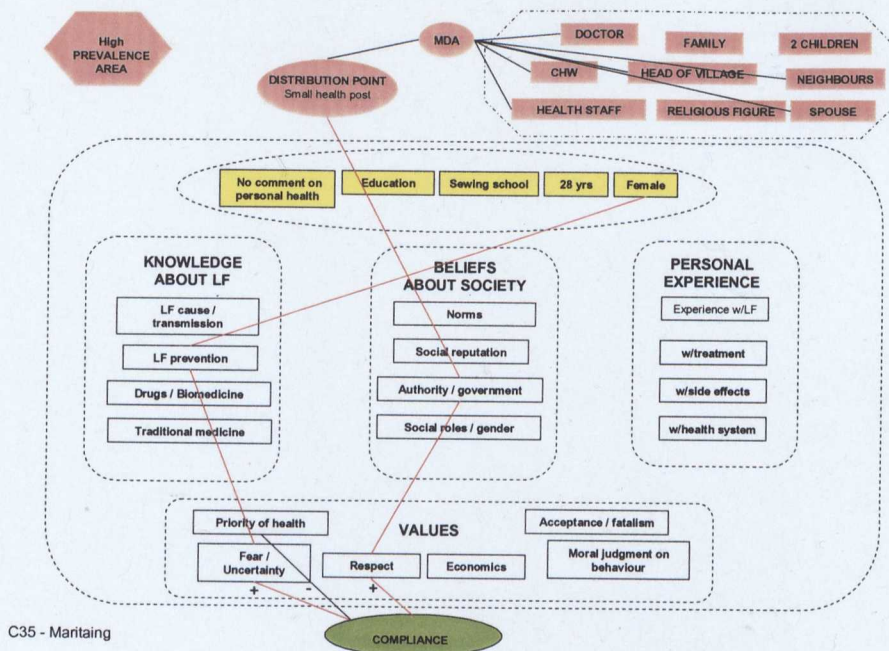 High
PREVALENCE
AREA
MDA
DOCTOR
FAMILY
2 CHILDREN
DISTRIBUTION POINT
Small health post
CHW
HEAD OF VILLAGE
NEIGHBOURS
HEALTH STAFF
RELIGIOUS FIGURE
SPOUSE
No comment on
personal health
Education
Sewing school
28 yrs
Female
KNOWLEDGE
ABOUT LF
LF cause /
transmission
LF prevention
Drugs / Biomedicine
Traditional medicine
BELIEFS
ABOUT SOCIETY
Norms
Social reputation
Authority / government
Social roles / gender
PERSONAL
EXPERIENCE
Experience w/LF
w/treatment
w/side effects
w/health system
VALUES
Priority of health
Acceptance / fatalism
Fear /
Uncertainty
Respect
Economics
Moral judgment on
behaviour
+
-
+
COMPLIANCE
C35 - Maritaing